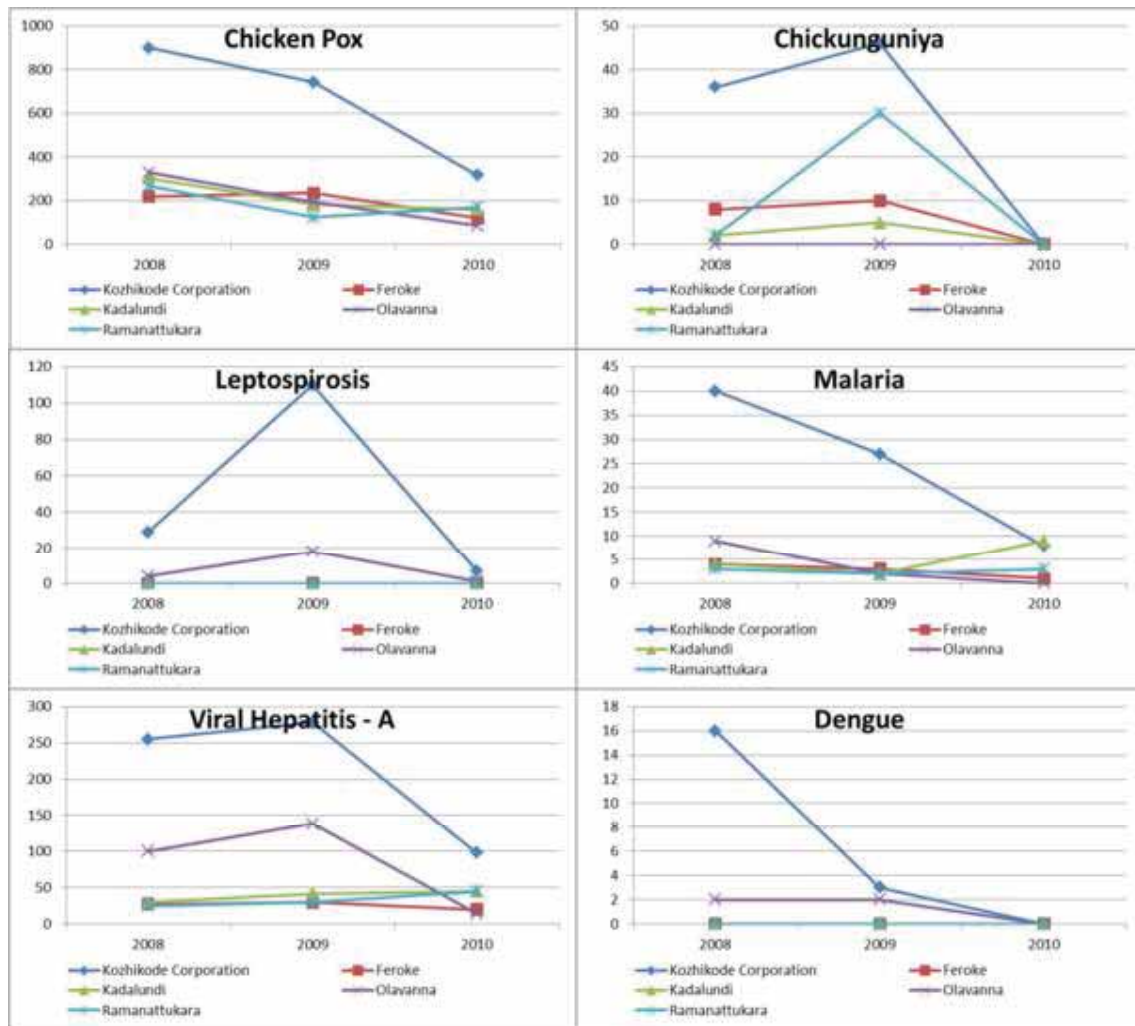 Chicken Pox
1000
800
600
400
200
0
2008 2009 2010
Kozhikode Corporation Feroke
Kadalundi Olavanna
Ramanattukara
Chickunguniya
50
40
30
20
10
0
2008 2009 2010
Kozhikode Corporation Feroke
Kadalundi Olavanna
Ramanattukara
Leptospirosis
120
100
80
60
40
20
0
2008 2009 2010
Kozhikode Corporation Feroke
Kadalundi Olavanna
Ramanattukara
Malaria
45
40
35
30
25
20
15
10
5
0
2008 2009 2010
Kozhikode Corporation Feroke
Kadalundi Olavanna
Ramanattukara
Viral Hepatitis - A
300
250
200
150
100
50
0
2008 2009 2010
Kozhikode Corporation Feroke
Kadalundi Olavanna
Ramanattukara
Dengue
18
16
14
12
10
8
6
4
2
0
2008 2009 2010
Kozhikode Corporation Feroke
Kadalundi Olavanna
Ramanattukara